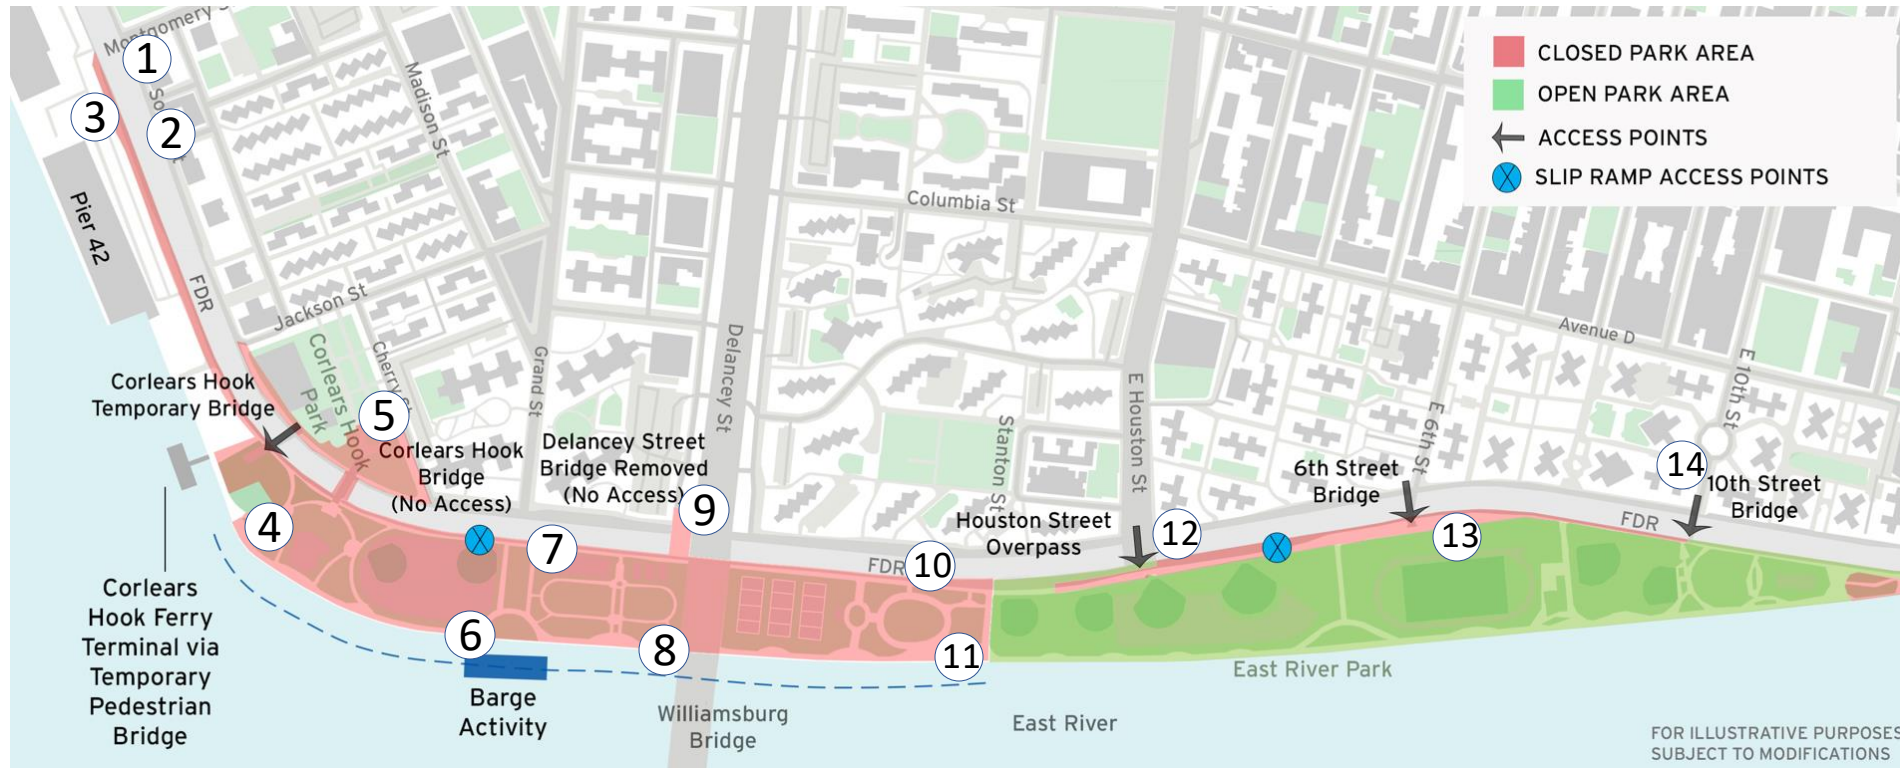 Montgomery S
1
So
2
3
Pier 42
FDR
Madison St
Jackson St
Cherry St
Corlears Hook
Park
Corlears Hook
5
Corlears Hook
Temporary Bridge
4
Corlears Hook
Bridge
(No Access)
Grand St
Delancey Street
Bridge Removed
(No Access)
Delancey St
9
6
7
8
Corlears
Hook Ferry
Terminal via
Temporary
Pedestrian
Bridge
Barge
Activity
Williamsburg
Bridge
Columbia St
Stanton St
E Houston St
FDR
10
11
Houston Street
Overpass
12
6th Street
Bridge
E 6th St
13
Avenue D
E 10th St
14
10th Street
Bridge
FDR
East River Park
East River
CLOSED PARK AREA
OPEN PARK AREA
ACCESS POINTS
SLIP RAMP ACCESS POINTS
FOR ILLUSTRATIVE PURPOSES
SUBJECT TO MODIFICATIONS